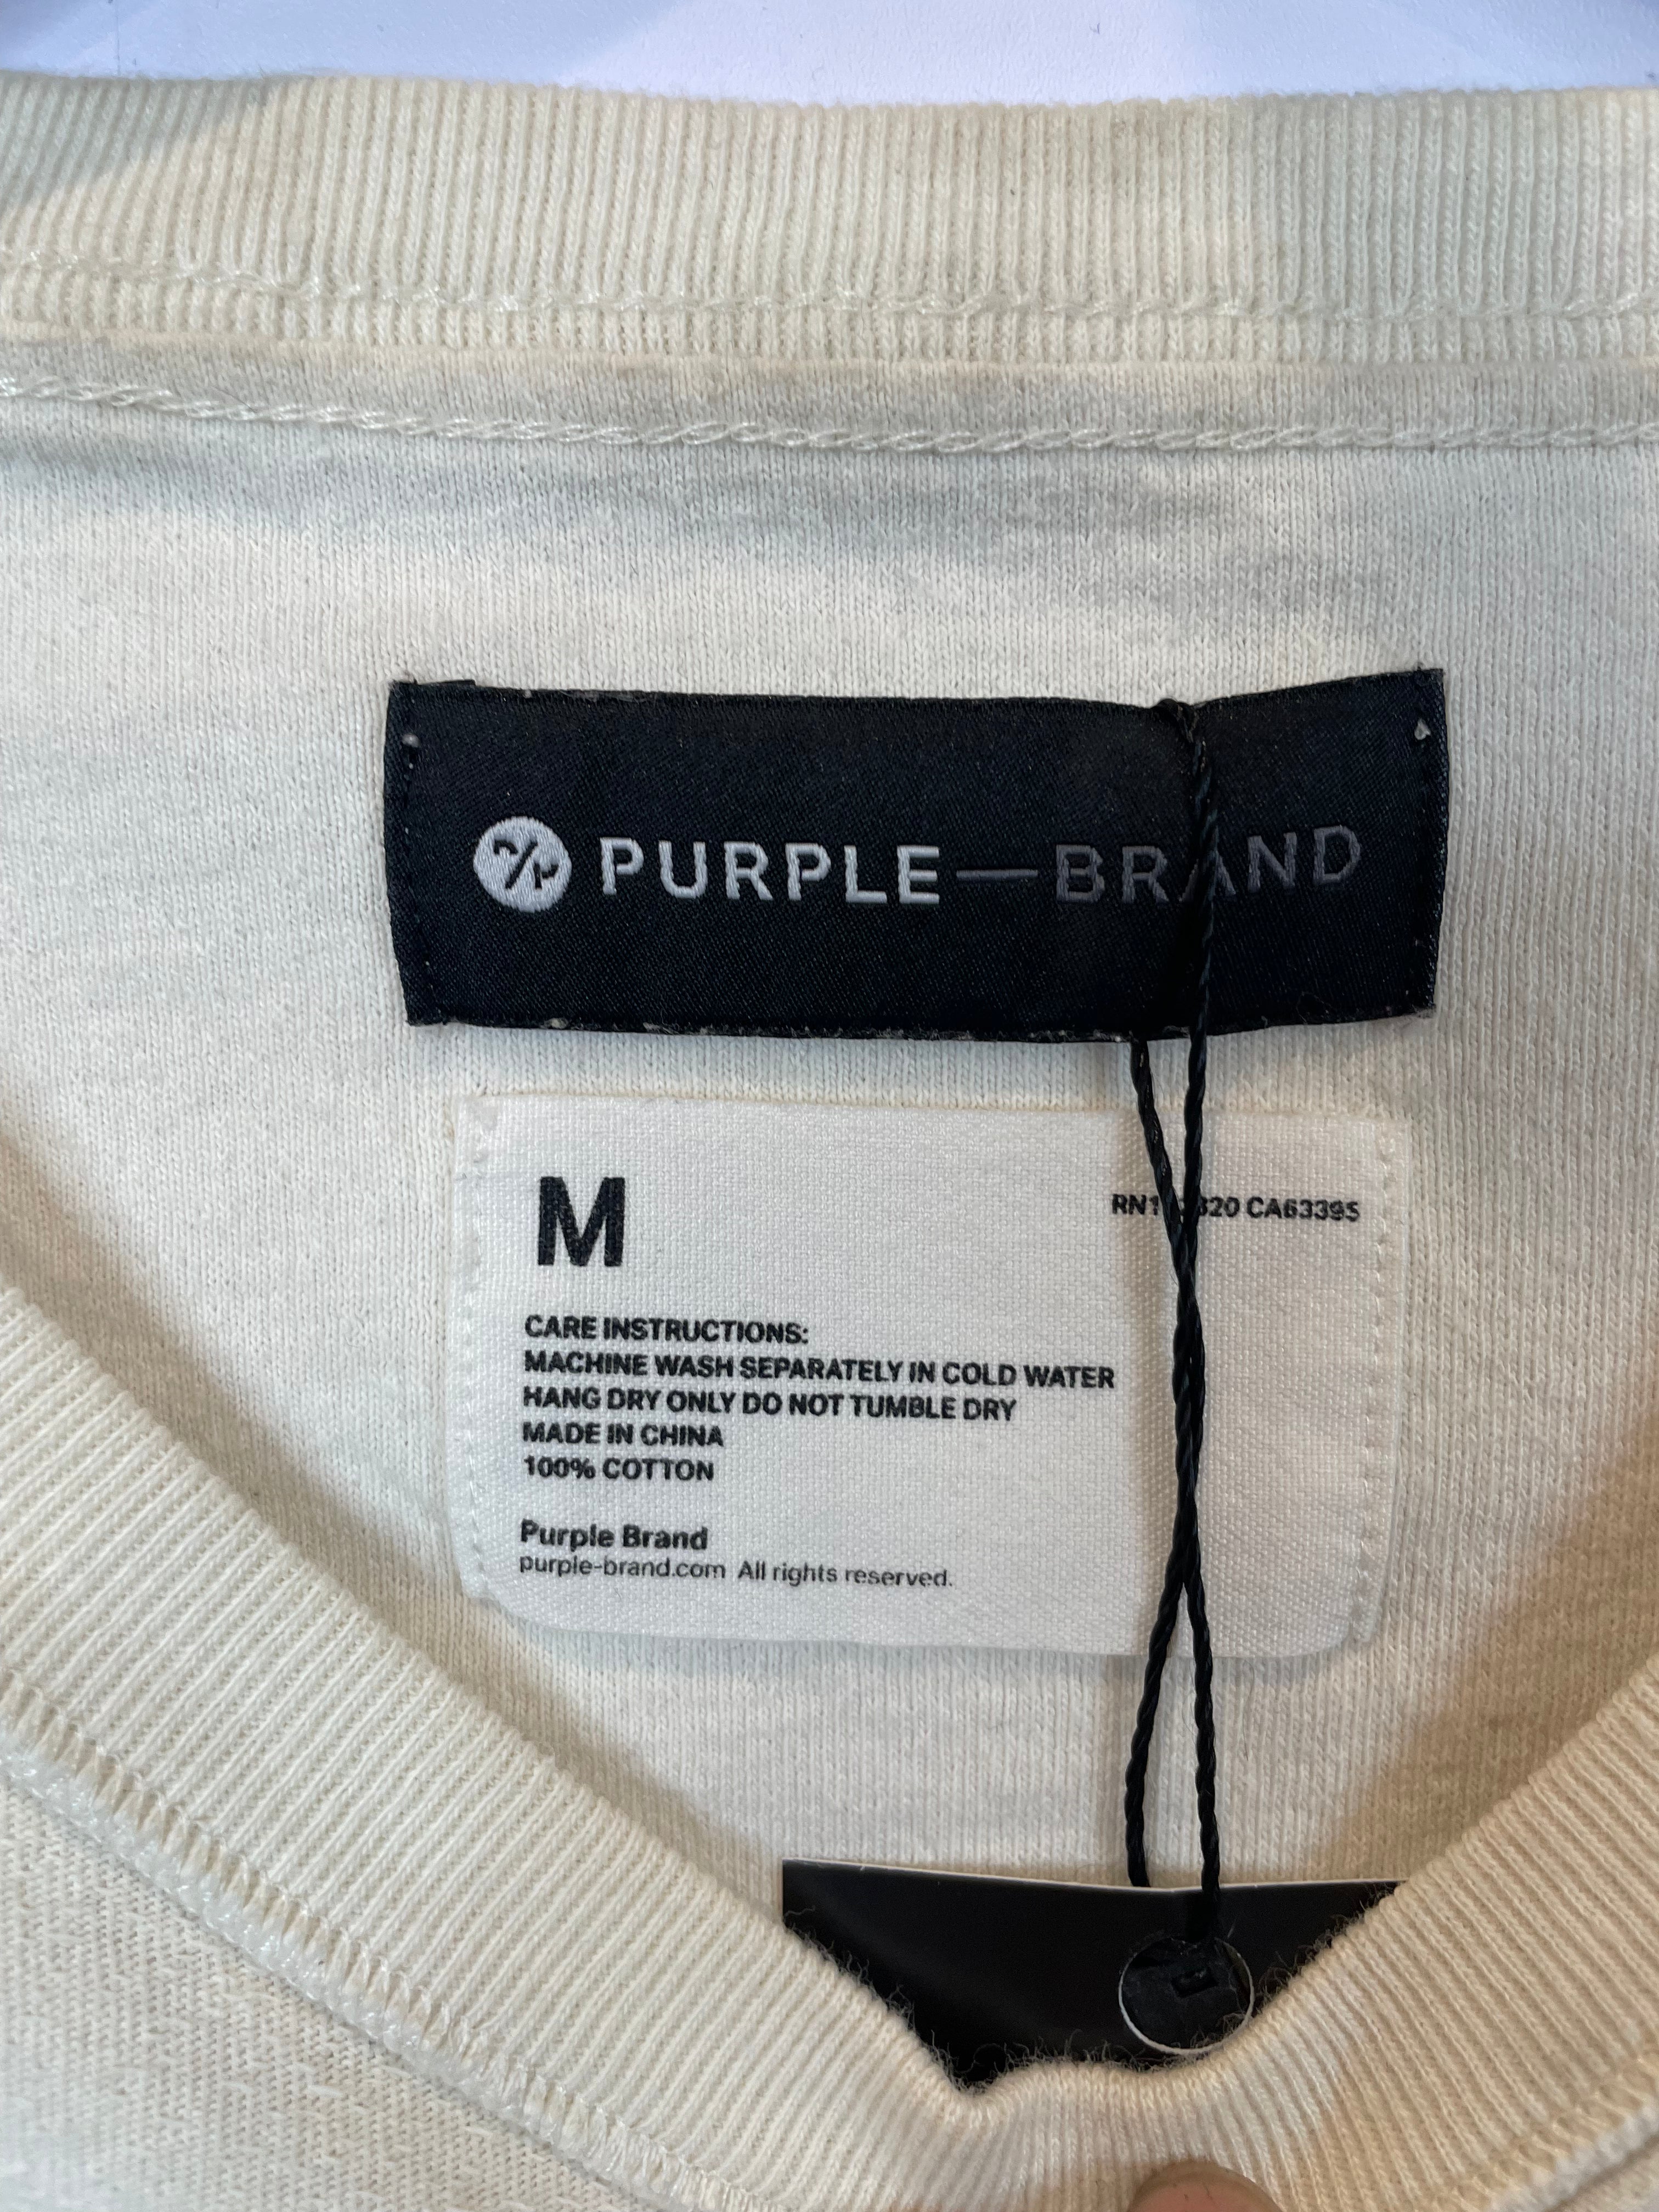 PURPLE—BRAND
M
CA63395
CARE INSTRUCTIONS:
MACHINE WASH SEPARATELY IN COLD WATER
HANG DRY ONLY DO NOT TUMBLE DRY
MADE IN CHINA
100% COTTON
Purple Brand
purple-brand.com All rights reserved.